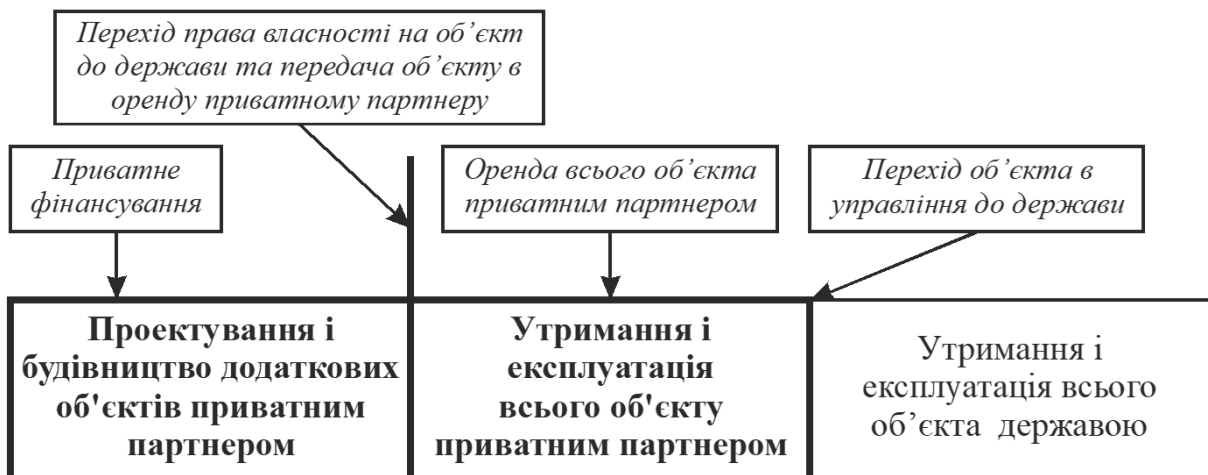 Перехід права власності на об’єкт
до держави та передача об’єкту в
оренду приватному партнеру
Приватне
фінансування
Оренда всього об’єкта
приватним партнером
Перехід об’єкта в
управління до держави
Проектування і
будівництво додаткових
об'єктів приватним
партнером
Утримання і
експлуатація
всього об'єкту
приватним партнером
Утримання і
експлуатація всього
об’єкта державою